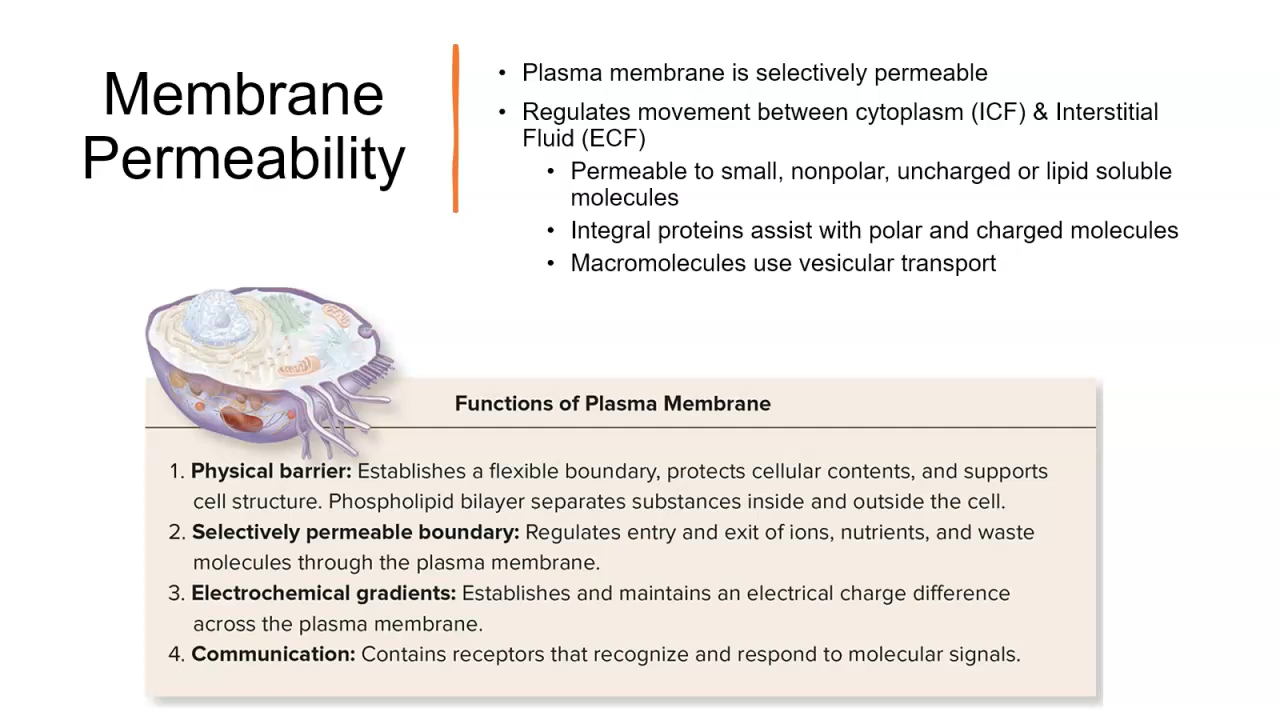 Membrane
Permeability
• Plasma membrane is selectively permeable
• Regulates movement between cytoplasm (ICF) & Interstitial
Fluid (ECF)
• Permeable to small, nonpolar, uncharged or lipid soluble
molecules
• Integral proteins assist with polar and charged molecules
• Macromolecules use vesicular transport
Functions of Plasma Membrane
1. Physical barrier: Establishes a flexible boundary, protects cellular contents, and supports
cell structure. Phospholipid bilayer separates substances inside and outside the cell.
2. Selectively permeable boundary: Regulates entry and exit of ions, nutrients, and waste
molecules through the plasma membrane.
3. Electrochemical gradients: Establishes and maintains an electrical charge difference
across the plasma membrane.
4. Communication: Contains receptors that recognize and respond to molecular signals.